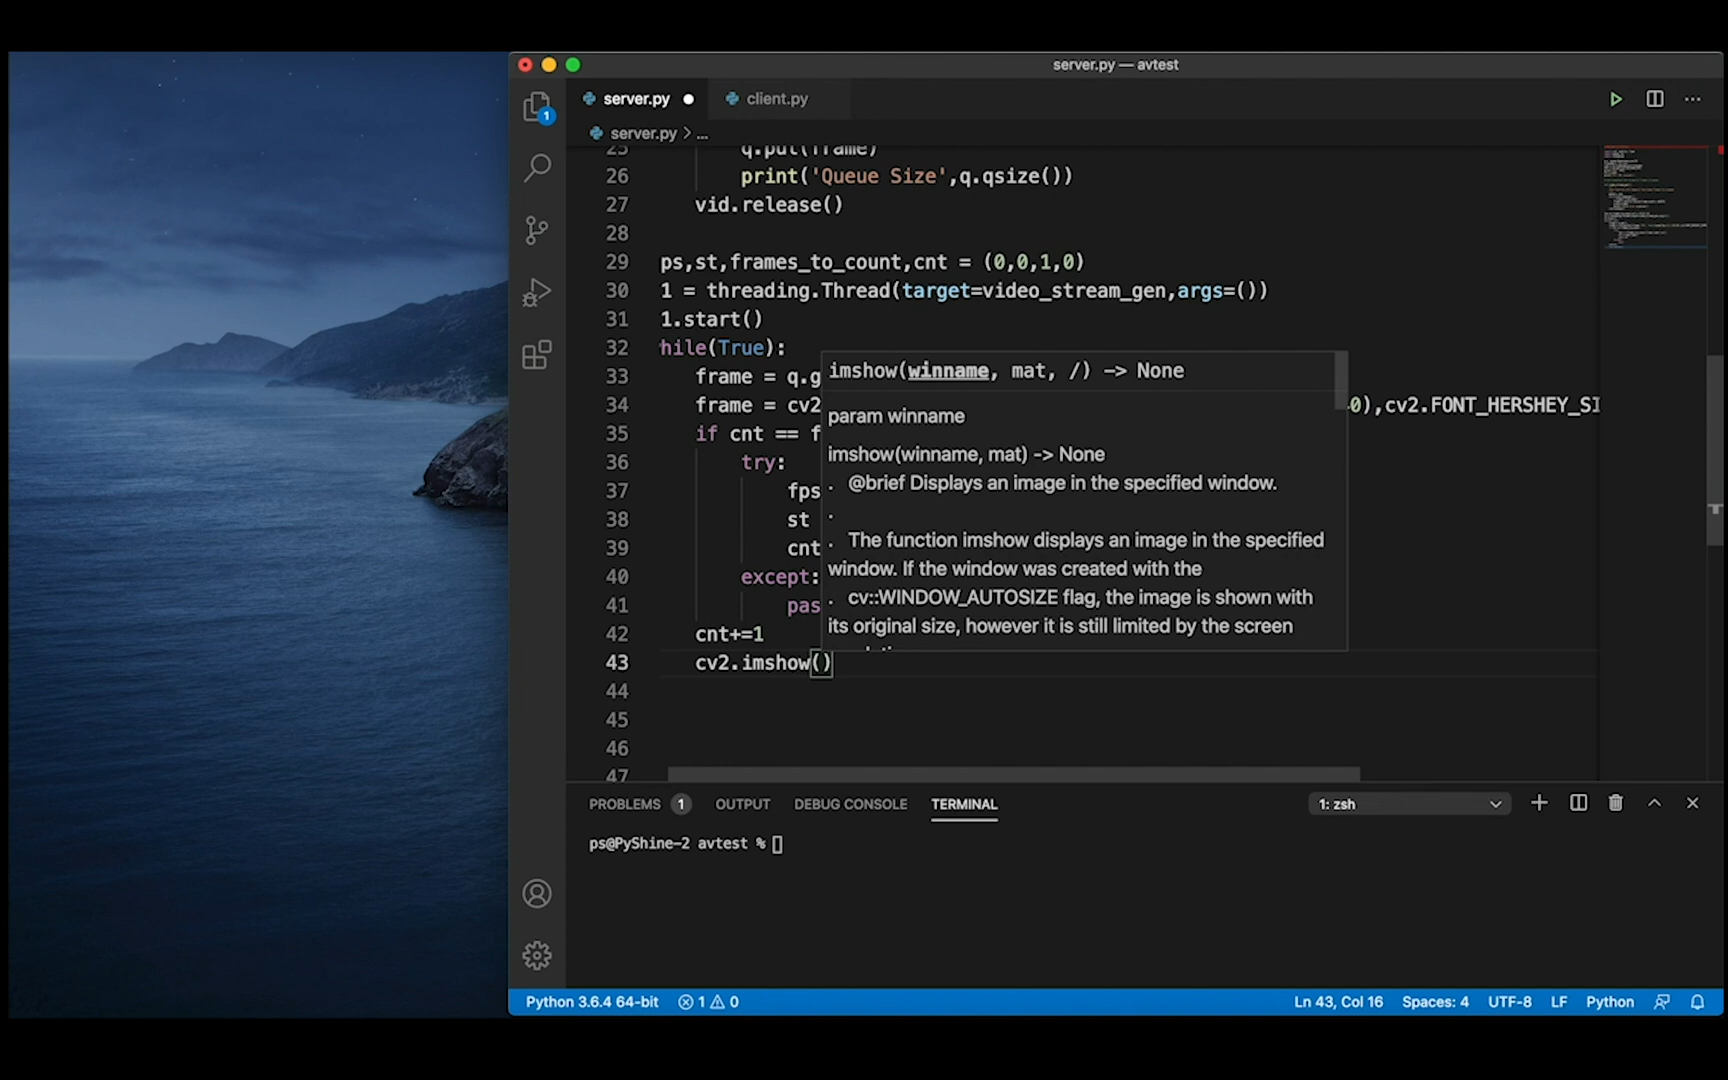 server.py — avtest
server.py
client.py
1
server.py > ...
25 q.put(frame)
26 print('Queue Size',q.qsize())
27 vid.release()
28
29 ps,st,frames_to_count,cnt = (0,0,1,0)
30 1 = threading.Thread(target=video_stream_gen,args=())
31 1.start()
32 hile(True):
33 frame = q.g
34 frame = cv2 0),cv2.FONT_HERSHEY_SI
35 if cnt == f
36 try:
37 fps
38 st
39 cnt
40 except:
41 pas
42 cnt+=1
43 cv2.imshow()
44
45
46
47
imshow(winname, mat, /) -> None
param winname
imshow(winname, mat) -> None
. @brief Displays an image in the specified window.
.
. The function imshow displays an image in the specified
window. If the window was created with the
. cv::WINDOW_AUTOSIZE flag, the image is shown with
its original size, however it is still limited by the screen
PROBLEMS 1 OUTPUT DEBUG CONSOLE TERMINAL 1: zsh
ps@PyShine-2 avtest %
Python 3.6.4 64-bit 1 0 Ln 43, Col 16 Spaces: 4 UTF-8 LF Python